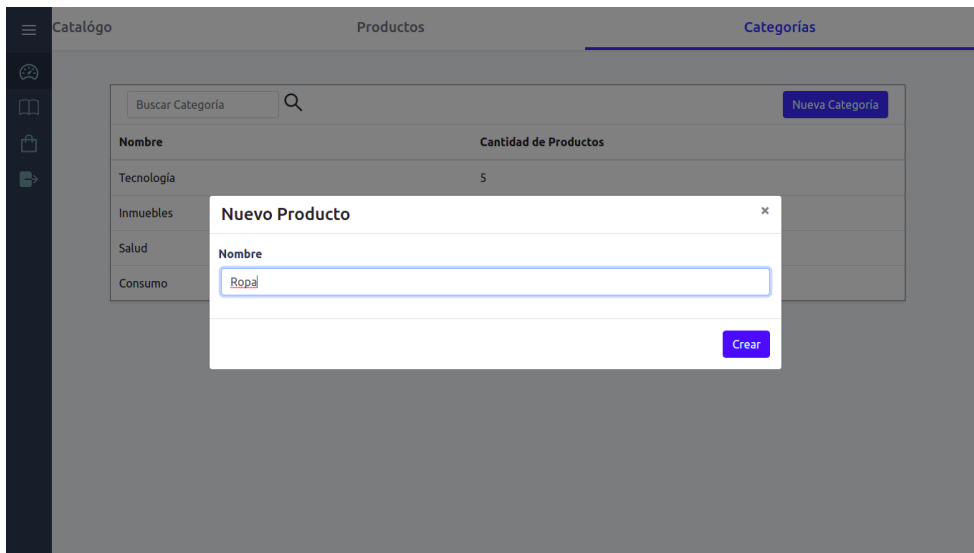 Catalógo Productos Categorías
Buscar Categoría Nueva Categoría
Nombre Cantidad de Productos
Tecnología 5
Inmuebles
Salud
Consumo
Nuevo Producto ×
Nombre
Ropa
Crear